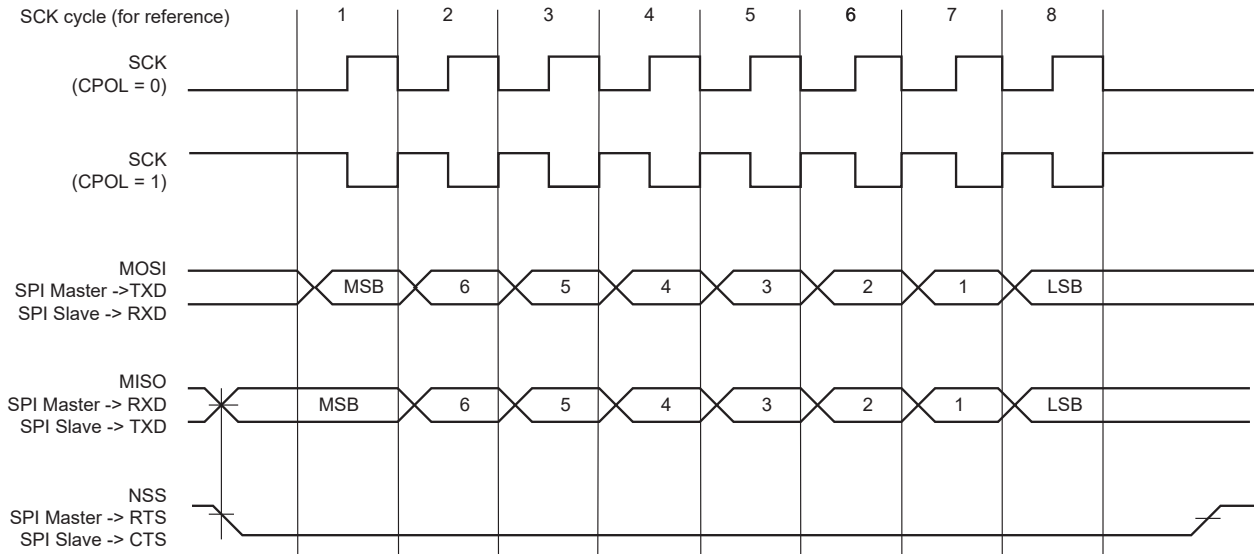 SCK cycle (for reference) 1 2 3 4 5 6 7 8
SCK
(CPOL = 0)
SCK
(CPOL = 1)
MOSI
SPI Master ->TXD
SPI Slave -> RXD
MSB 6 5 4 3 2 1 LSB
MISO
SPI Master -> RXD
SPI Slave -> TXD
MSB 6 5 4 3 2 1 LSB
NSS
SPI Master -> RTS
SPI Slave -> CTS